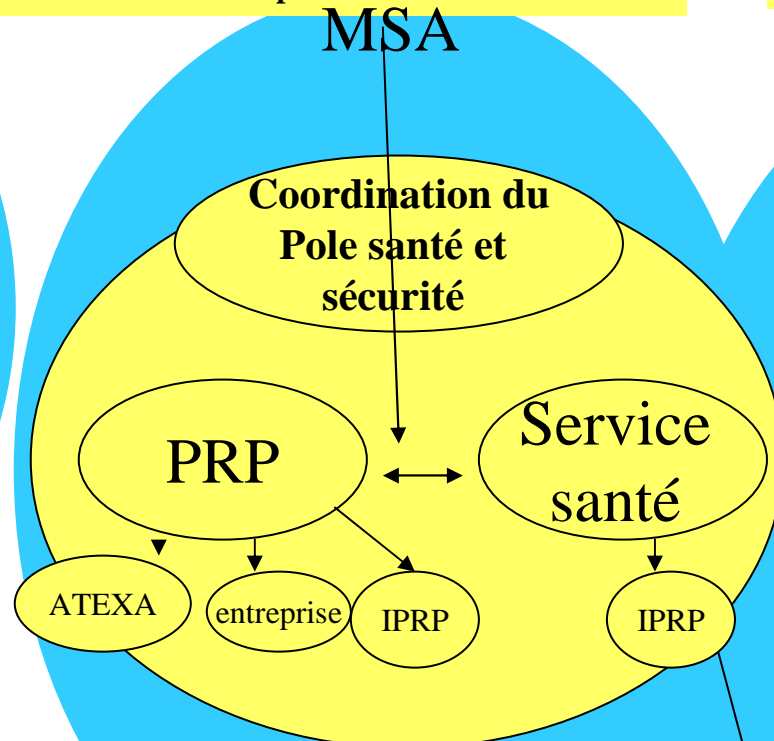 MSA
Coordination du
Pole santé et
sécurité
PRP
Service
santé
ATEXA
entreprise
IPRP
IPRP